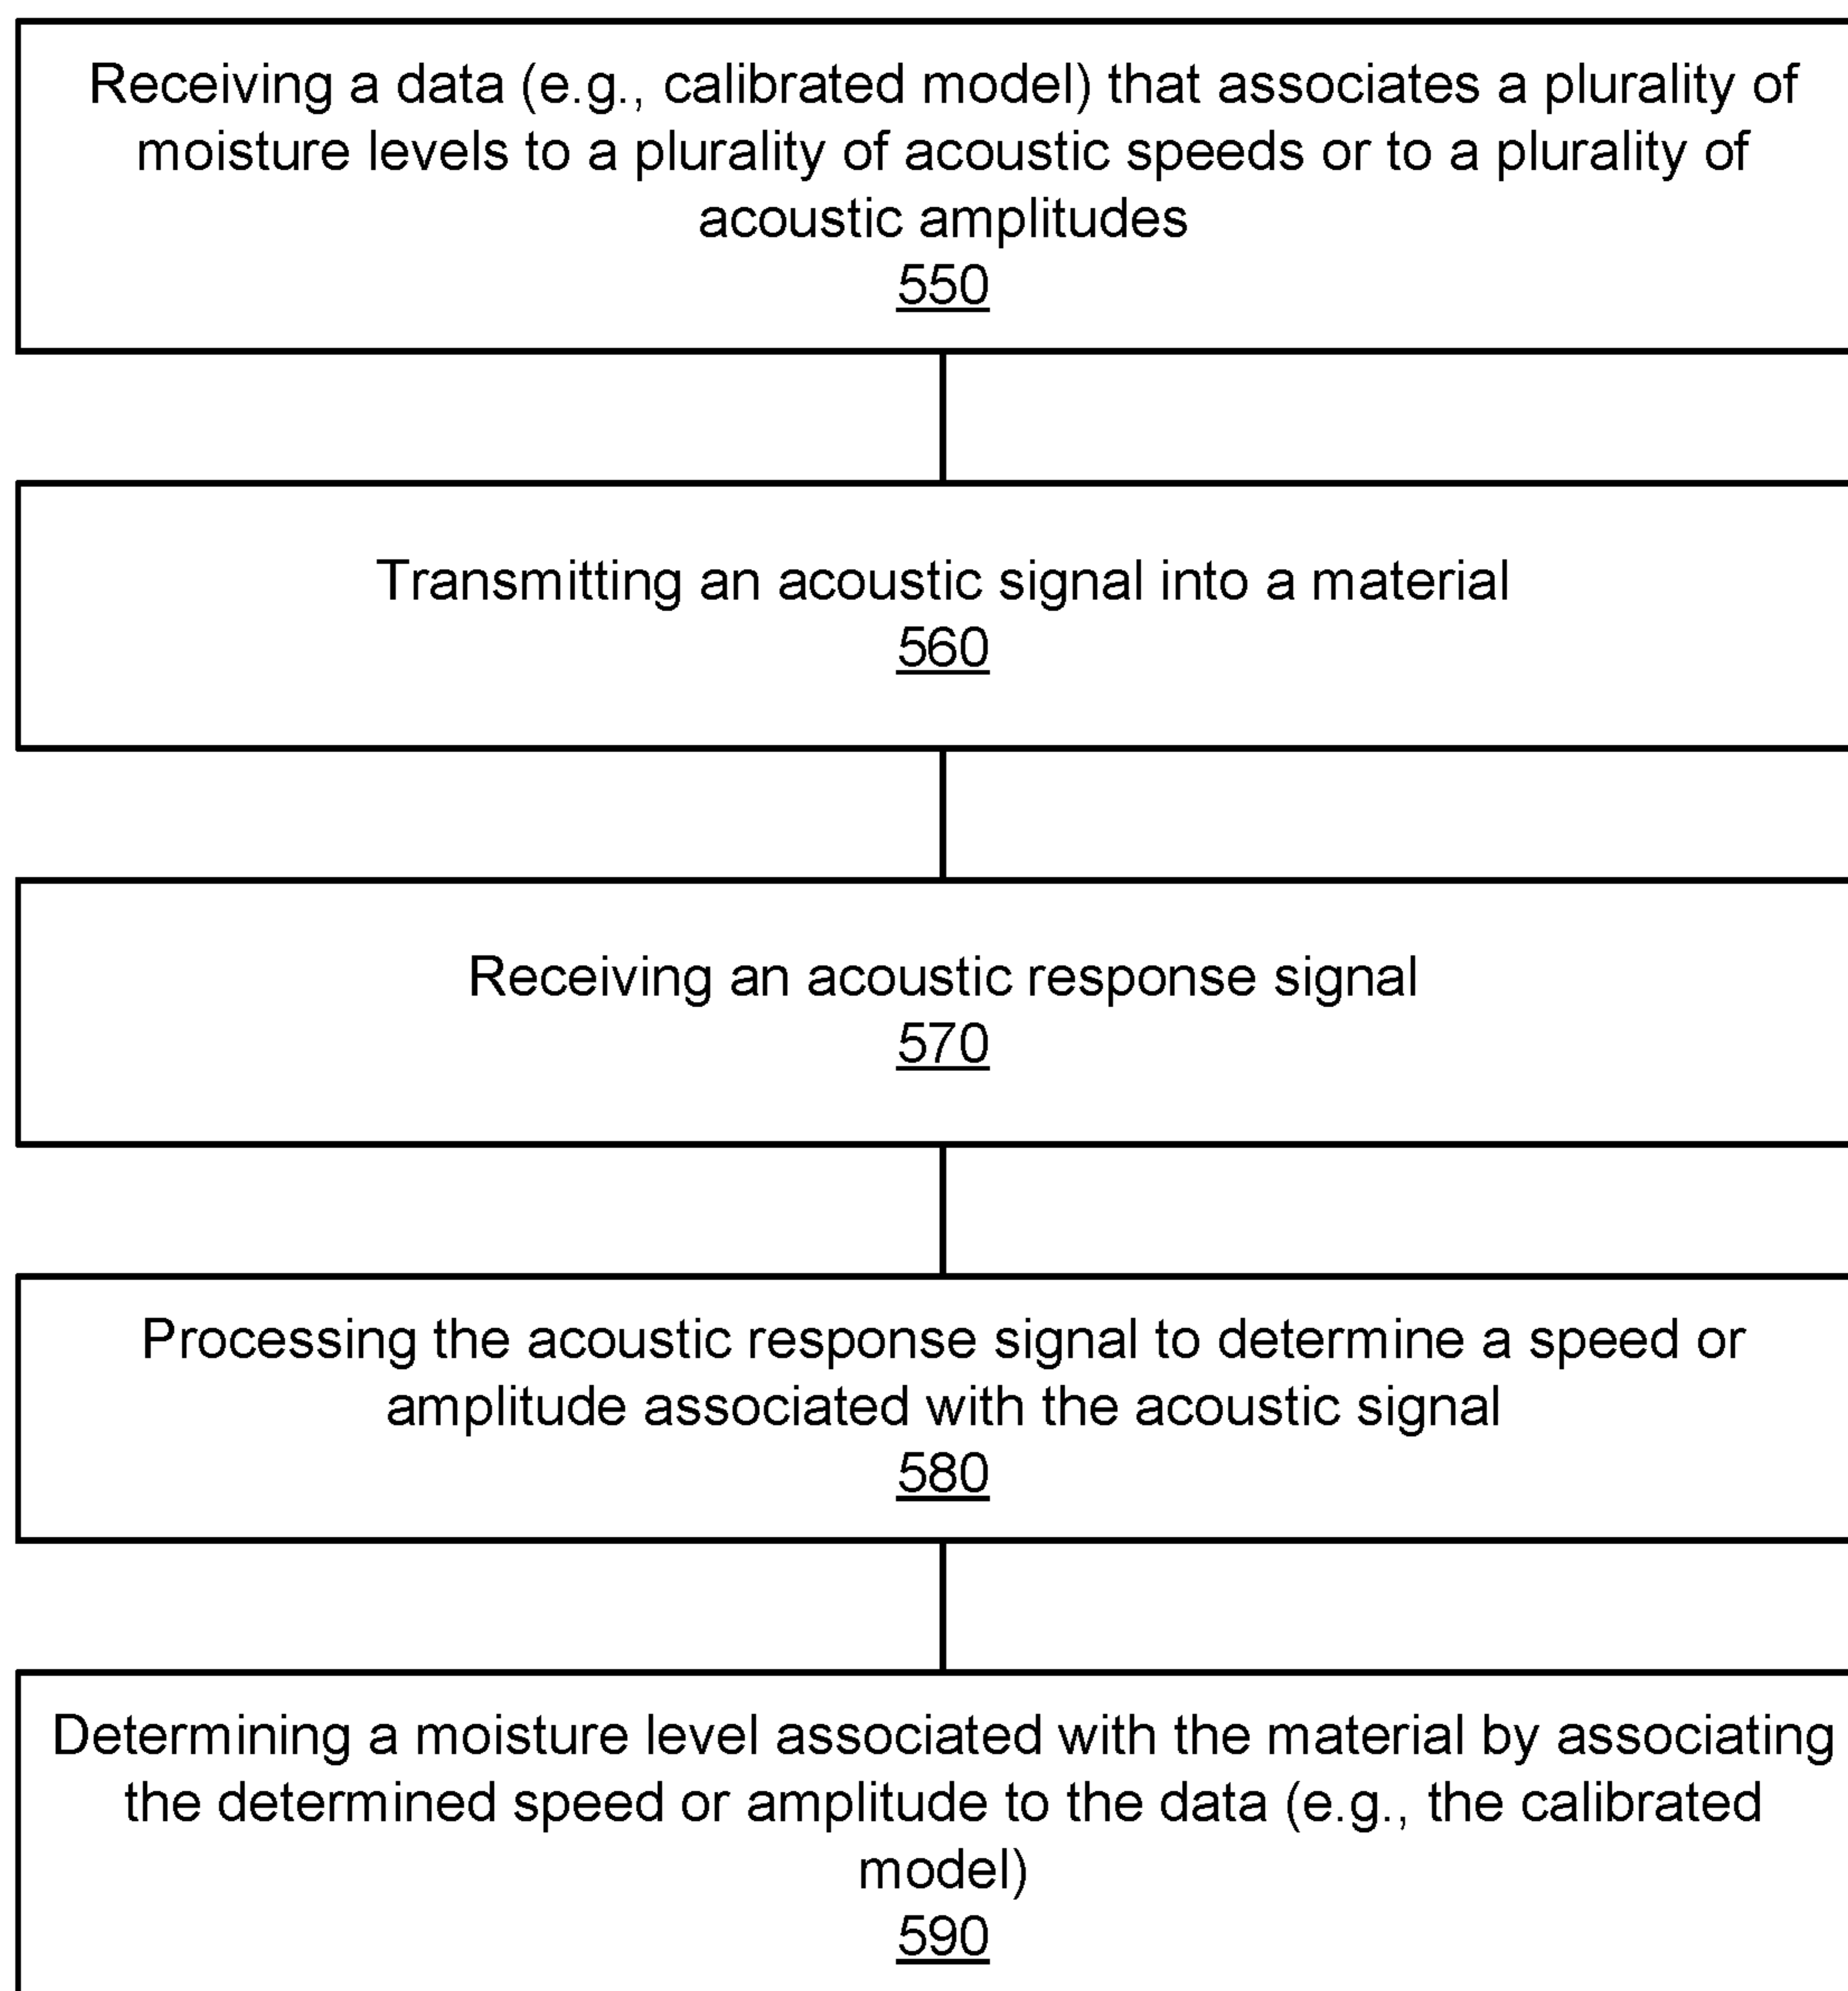 Receiving a data (e.g., calibrated model) that associates a plurality of
moisture levels to a plurality of acoustic speeds or to a plurality of
acoustic amplitudes
550
Transmitting an acoustic signal into a material
560
Receiving an acoustic response signal
570
Processing the acoustic response signal to determine a speed or
amplitude associated with the acoustic signal
580
Determining a moisture level associated with the material by associating
the determined speed or amplitude to the data (e.g., the calibrated
model)
590